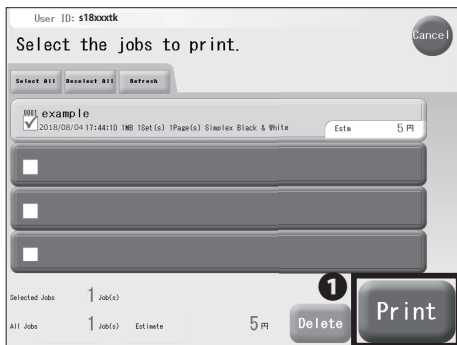 User ID: s18xxxtk
Select the jobs to print.
Cancel
Select All Deselect All Refresh
0001 example
2018/08/04 17:44:10 1MB 1Set(s) 1Page(s) Simplex Black & White Estm 5 円
Selected Jobs 1 Job(s)
All Jobs 1 Job(s) Estimate 5 円
1
Delete
Print